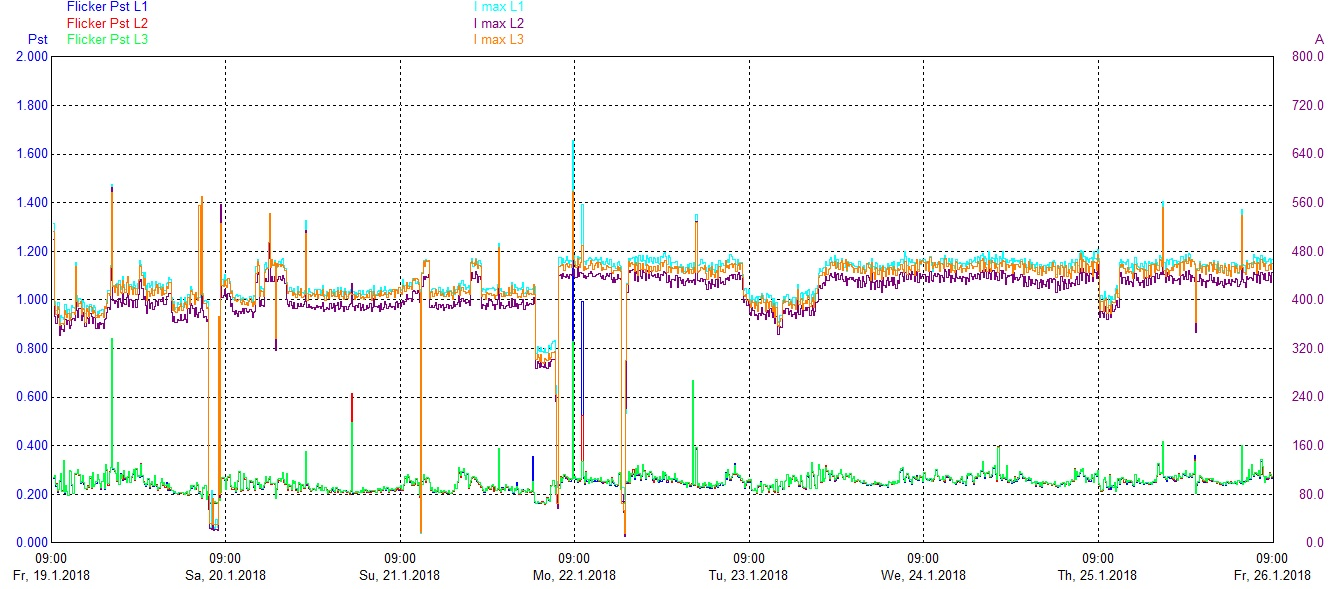 Flicker Pst L1 I max L1
Flicker Pst L2 I max L2
Pst Flicker Pst L3 I max L3 A
2.000 800.0
1.800 720.0
1.600 640.0
1.400 560.0
1.200 480.0
1.000 400.0
0.800 320.0
0.600 240.0
0.400 160.0
0.200 80.0
0.000 0.0
09:00 09:00 09:00 09:00 09:00 09:00 09:00 09:00
Fr, 19.1.2018 Sa, 20.1.2018 Su, 21.1.2018 Mo, 22.1.2018 Tu, 23.1.2018 We, 24.1.2018 Th, 25.1.2018 Fr, 26.1.2018